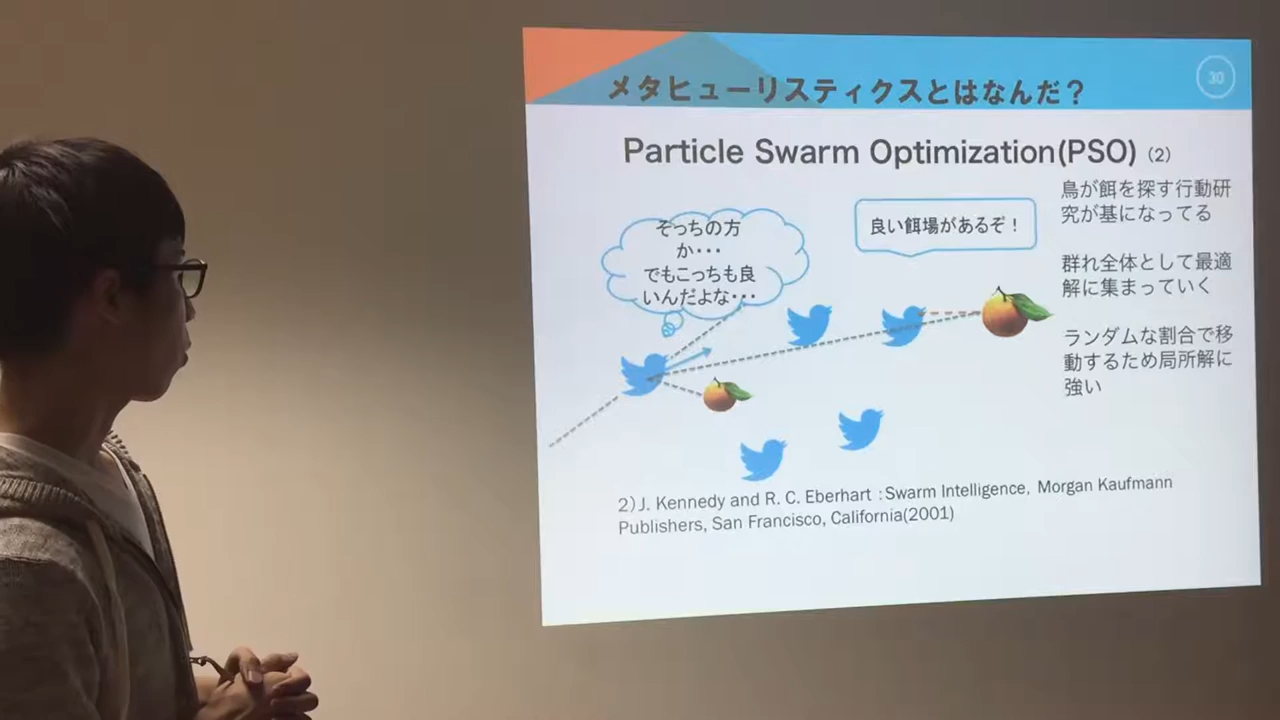 メタヒューリスティクスとはなんだ？
30
Particle Swarm Optimization(PSO) (2)
鳥が餌を探す行動研
究が基になってる
群れ全体として最適
解に集まっていく
ランダムな割合で移
動するため局所解に
強い
ぞっちの方
か・・・
でもこっちも良
いんだよな・・・
良い餌場があるぞ！
2)J. Kennedy and R. C. Eberhart：Swarm Intelligence, Morgan Kaufmann
Publishers, San Francisco, California(2001)